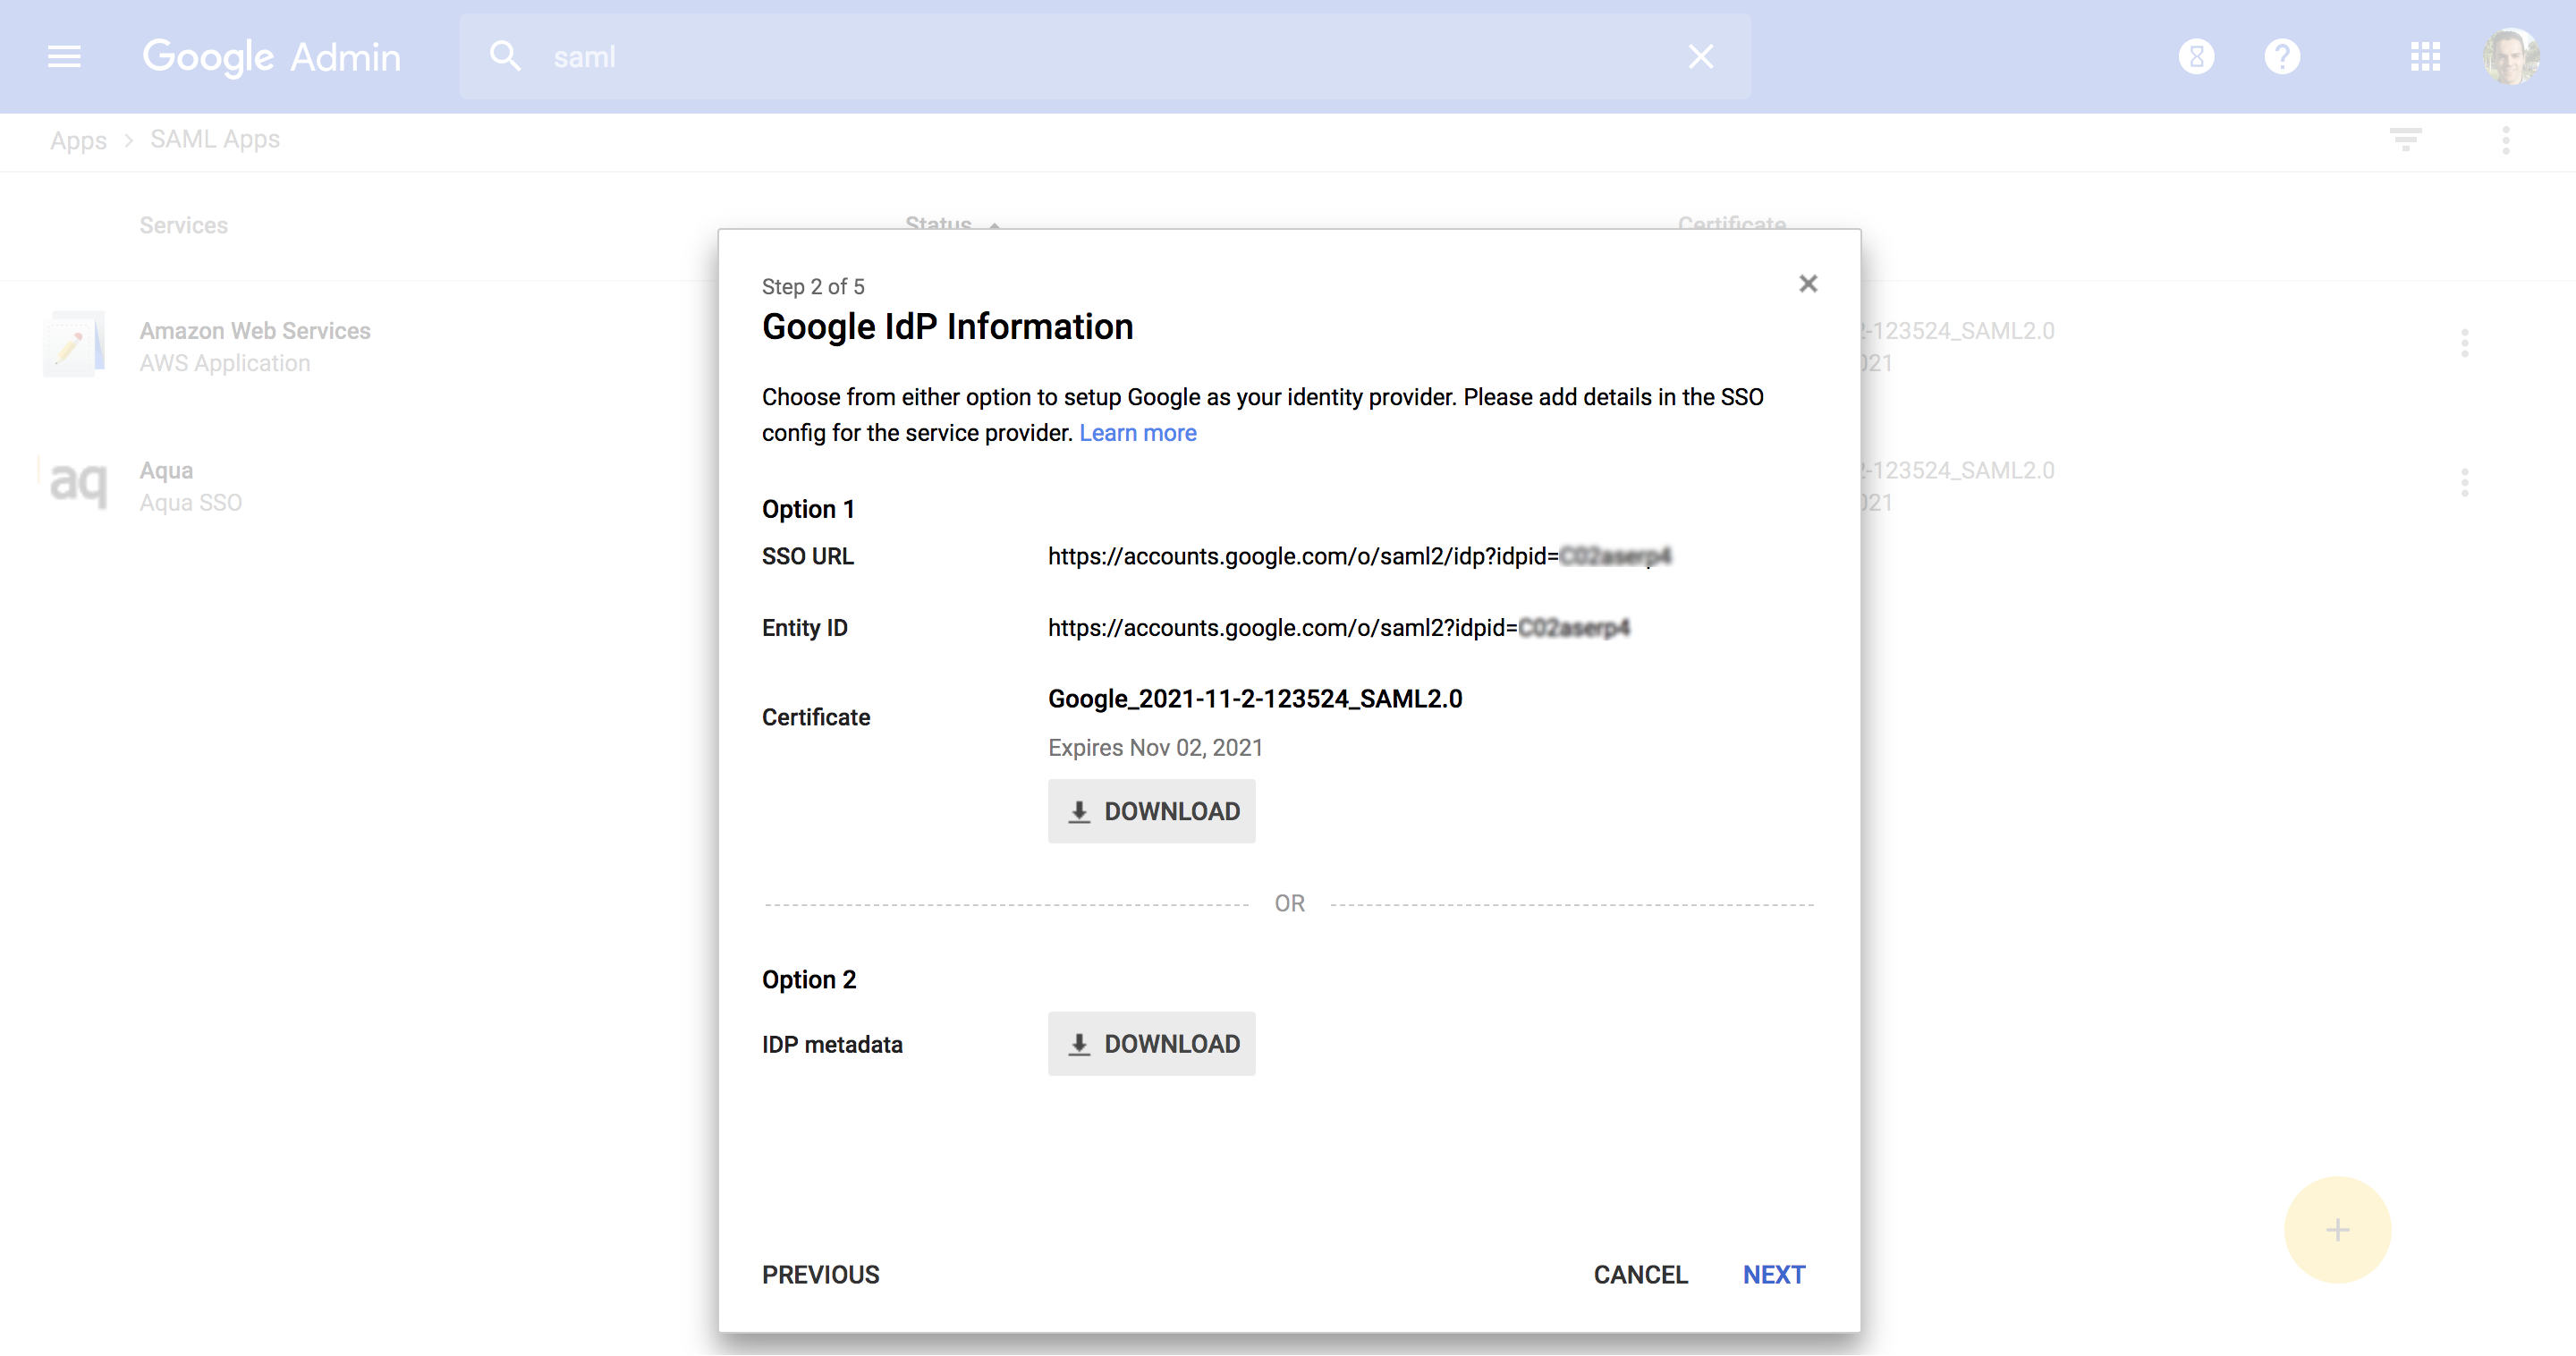 Google Admin
saml
Apps > SAML Apps
Services
Status
Certificate
Amazon Web Services
AWS Application
2-123524_SAML2.0
021
aq
Aqua
Aqua SSO
2-123524_SAML2.0
021
Step 2 of 5
Google IdP Information
Choose from either option to setup Google as your identity provider. Please add details in the SSO
config for the service provider. Learn more
Option 1
SSO URL https://accounts.google.com/o/saml2/idp?idpid=
Entity ID https://accounts.google.com/o/saml2?idpid=
Certificate
Google_2021-11-2-123524_SAML2.0
Expires Nov 02, 2021
DOWNLOAD
OR
Option 2
IDP metadata DOWNLOAD
PREVIOUS CANCEL NEXT